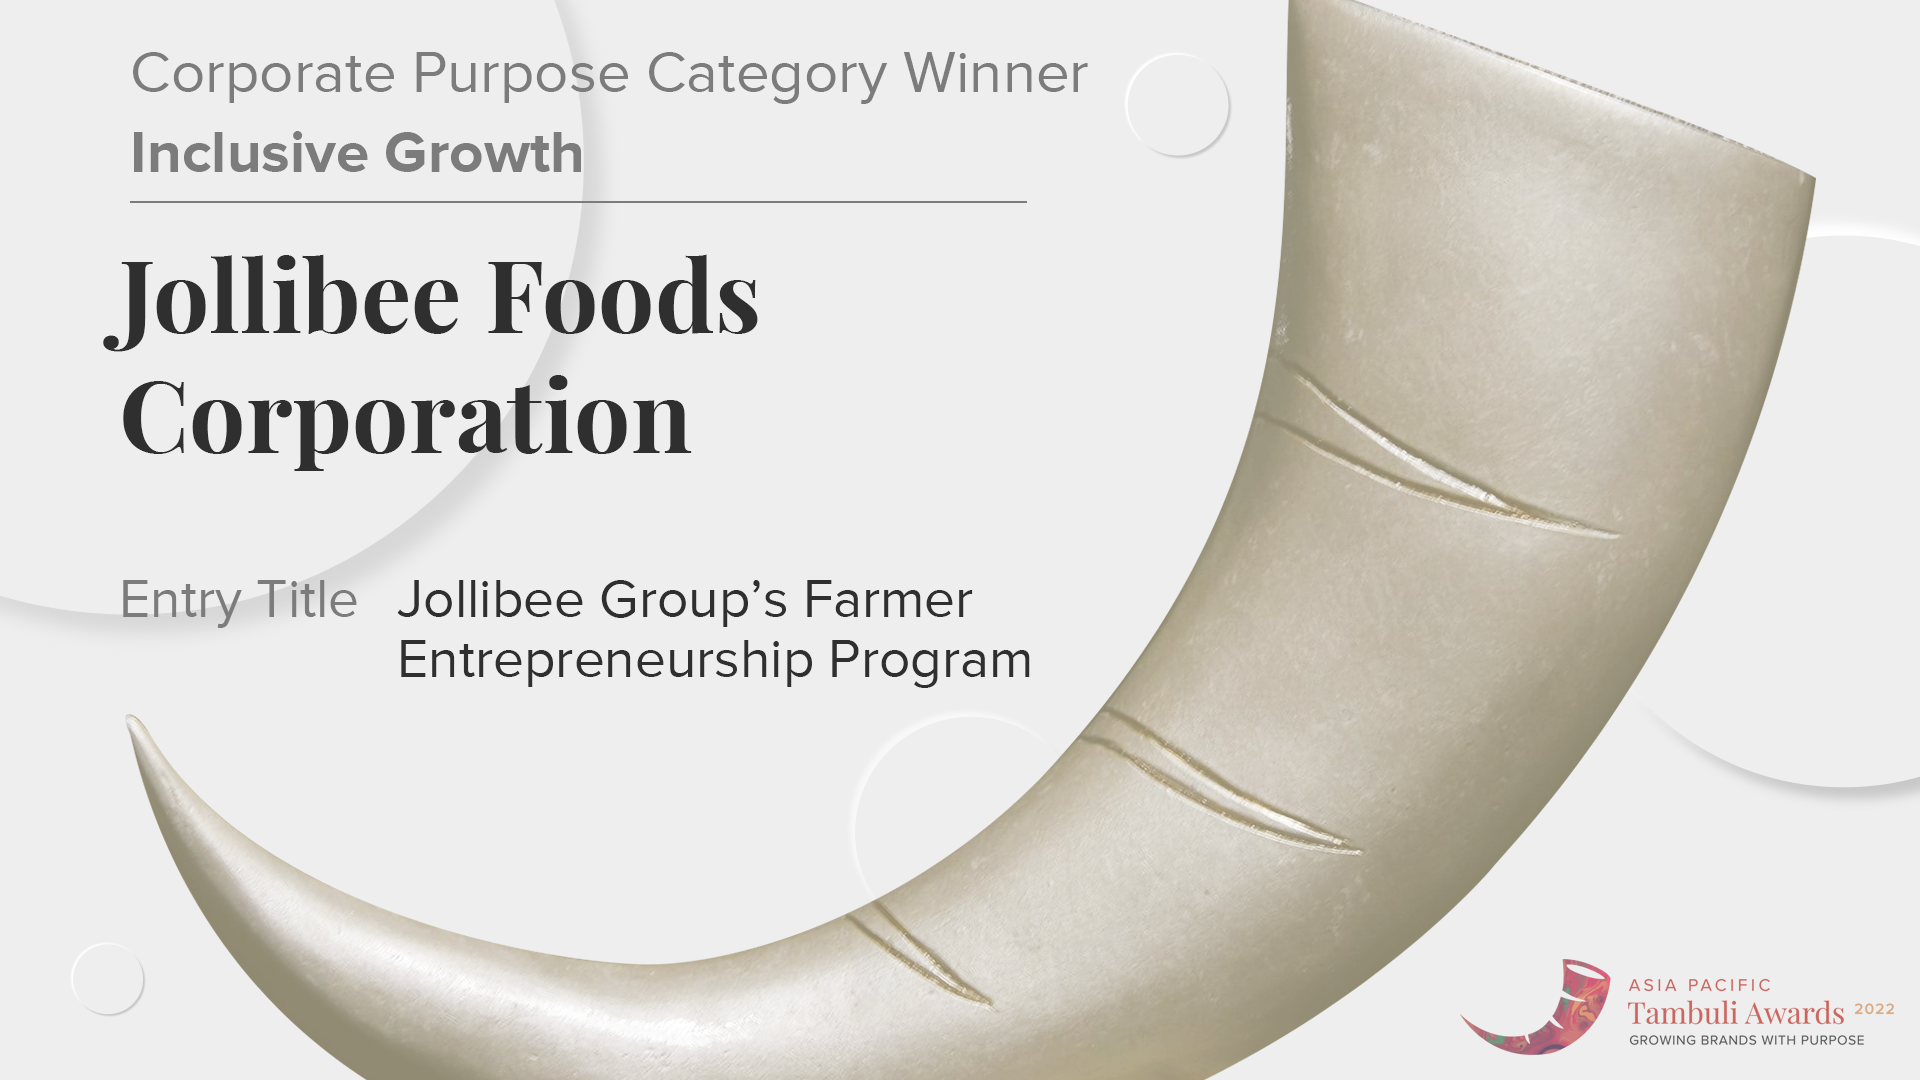 Corporate Purpose Category Winner
Inclusive Growth
Jollibee Foods
Corporation
Entry Title Jollibee Group’s Farmer
Entrepreneurship Program
ASIA PACIFIC
Tambuli Awards 2022
GROWING BRANDS WITH PURPOSE